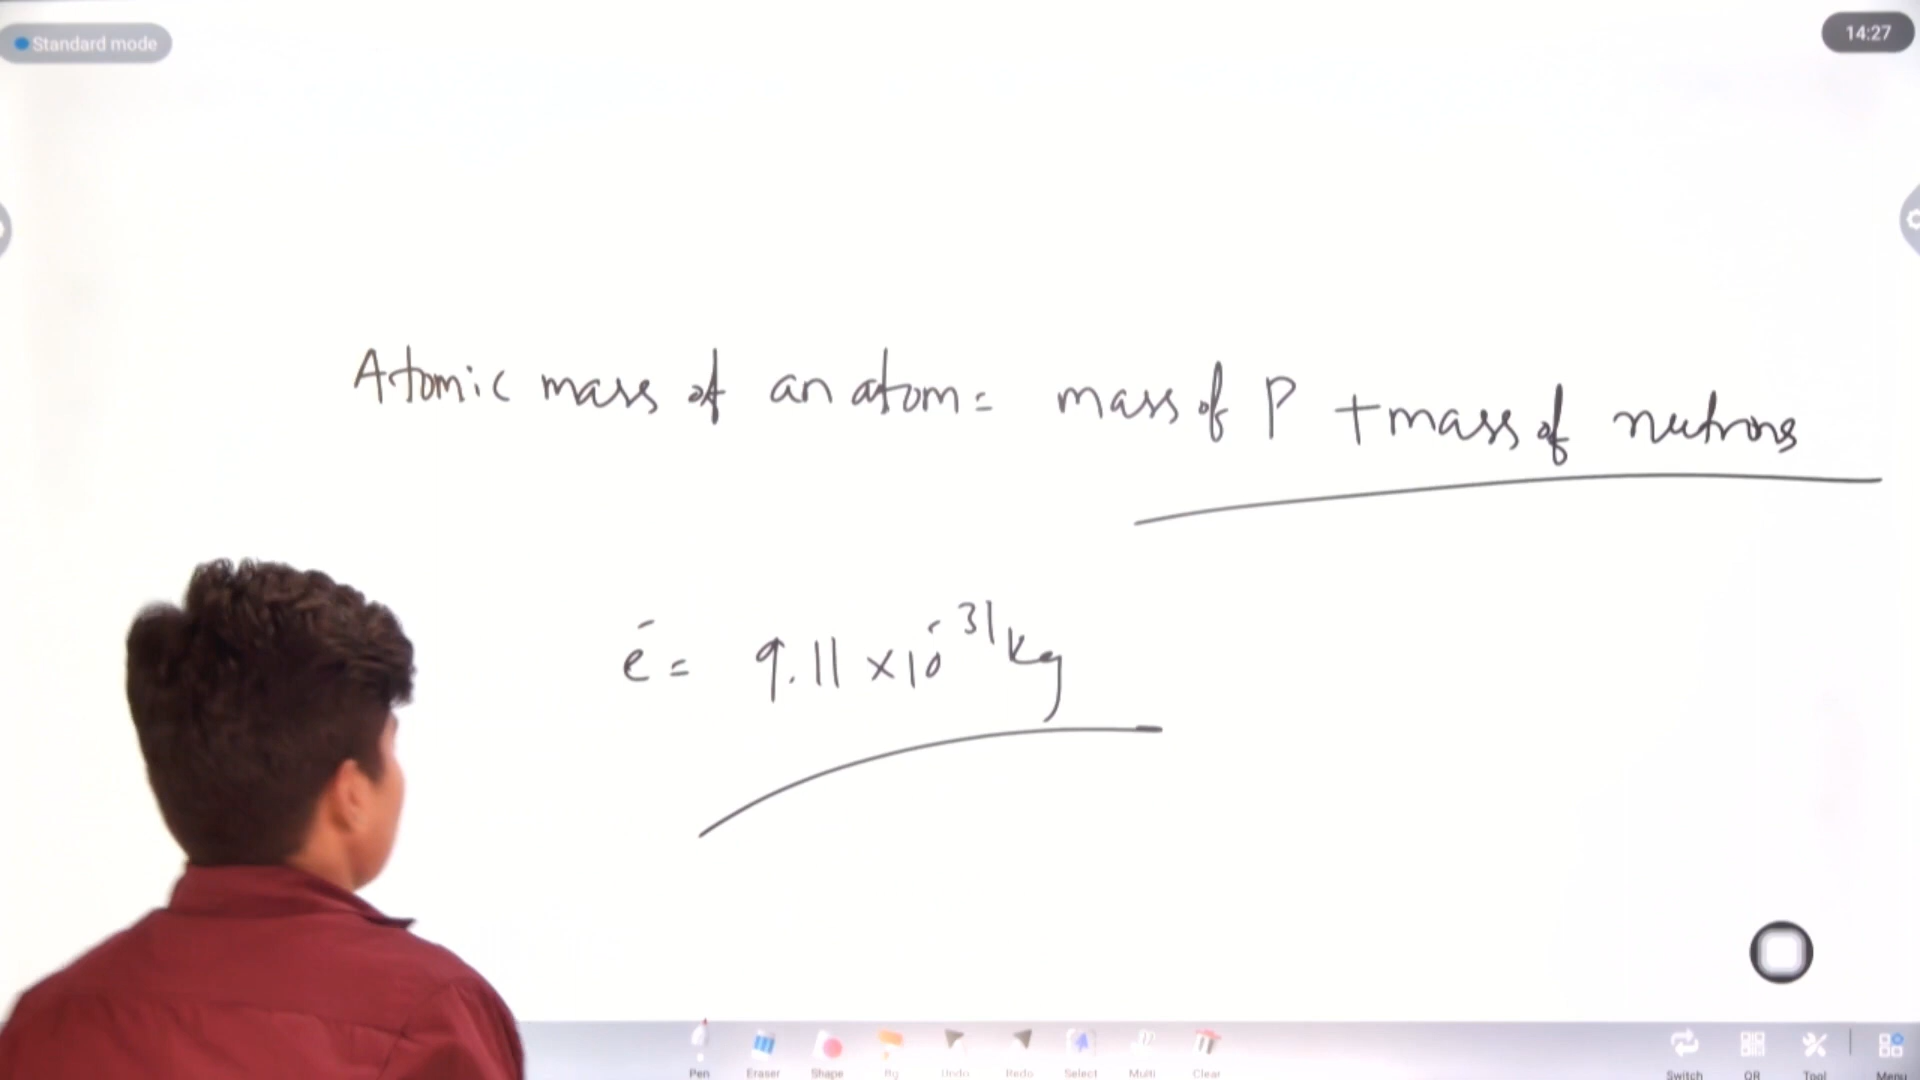 Standard mode
14:27
Atomic mass of an atom = mass of P + mass of nutrons
e⁻ = 9.11 × 10⁻³¹ kg
Pen Eraser Shape Bg Undo Redo Select Multi Clear Switch QR Tool Menu